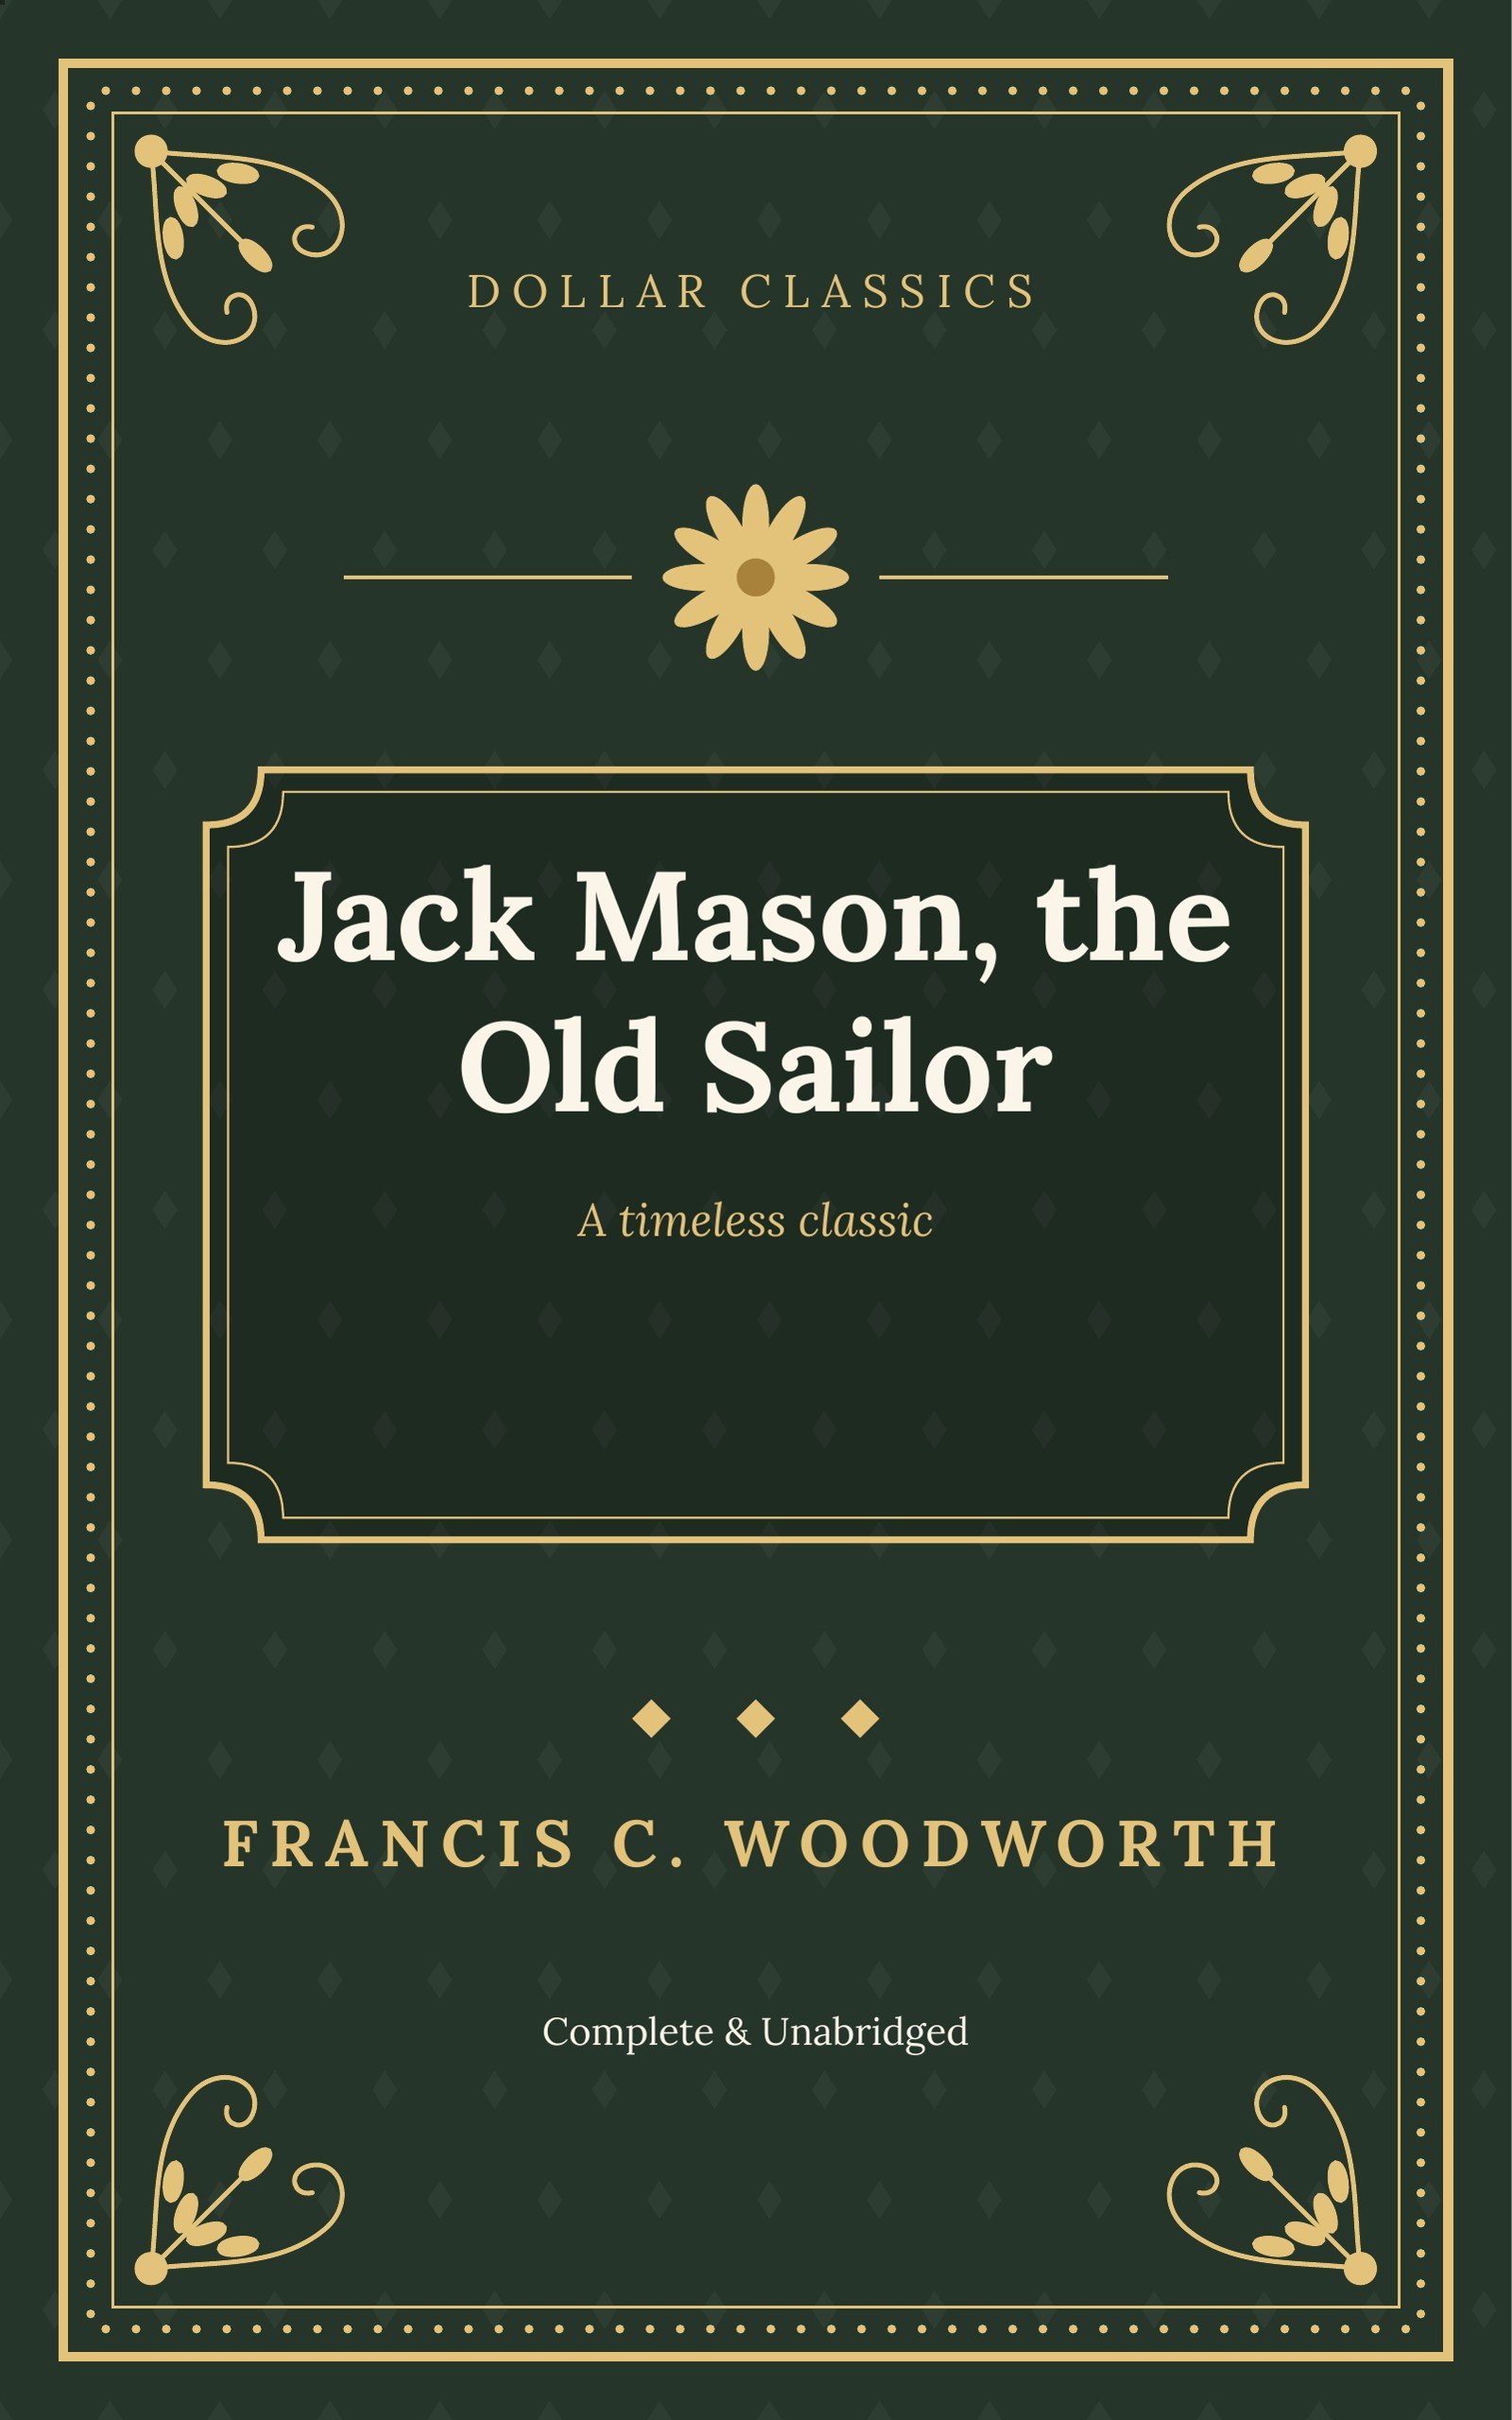 DOLLAR CLASSICS
Jack Mason, the
Old Sailor
A timeless classic
FRANCIS C. WOODWORTH
Complete & Unabridged